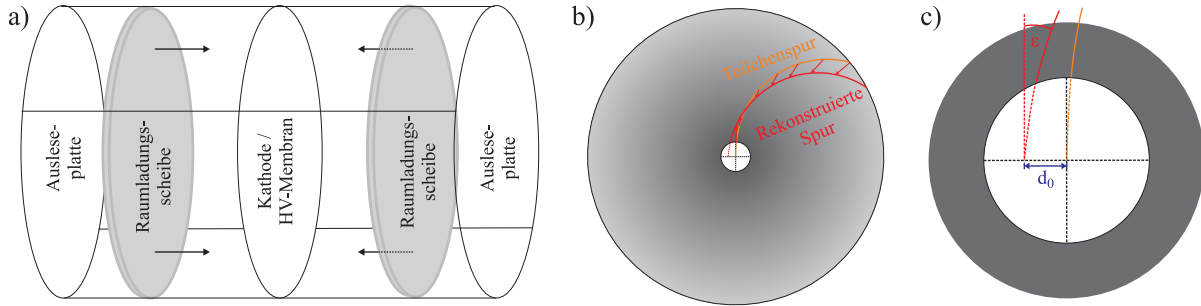 a)
Auslese-
platte
Raumladungs-
scheibe
Kathode /
HV-Membran
Raumladungs-
scheibe
Auslese-
platte
b)
Teilchenspur
Rekonstruierte
Spur
c)
ε
d₀